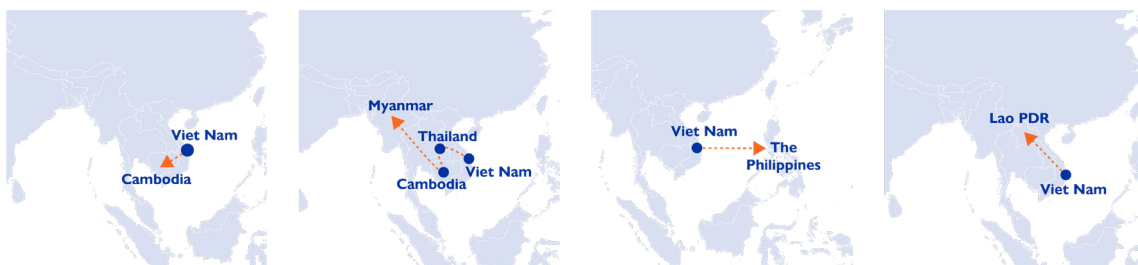 Viet Nam
Cambodia
Myanmar
Thailand
Viet Nam
Cambodia
Viet Nam
The
Philippines
Lao PDR
Viet Nam